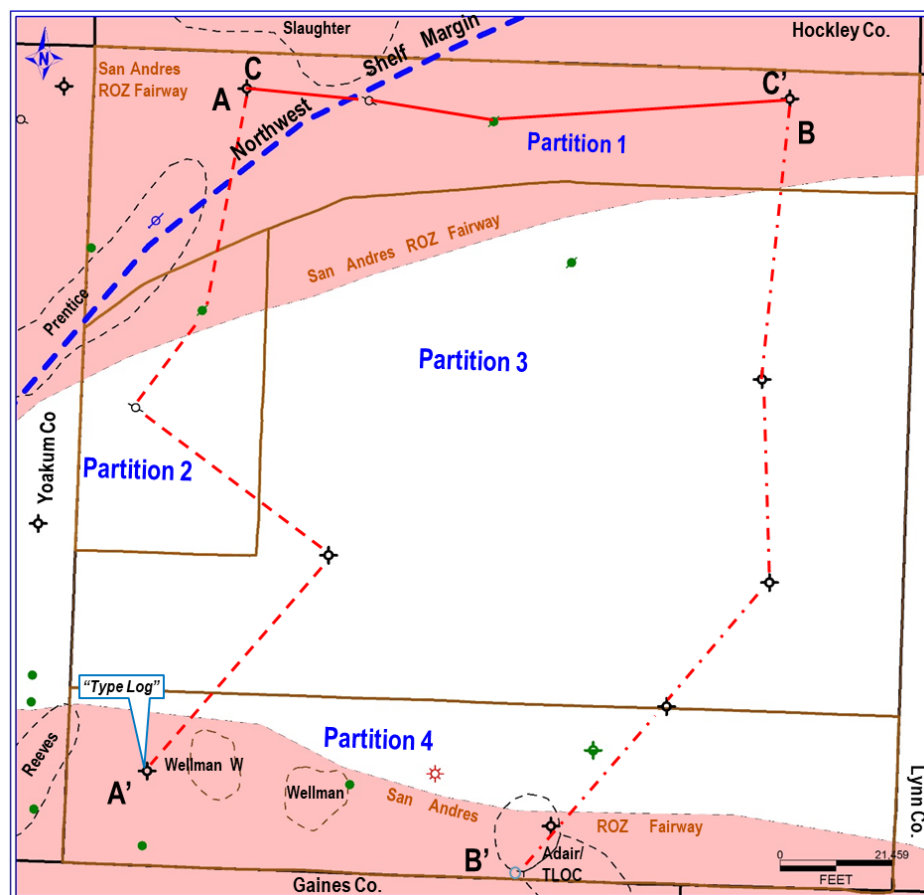 Slaughter
Hockley Co.
N
San Andres
ROZ Fairway
C
A
Northwest Shelf Margin
C’
B
Partition 1
San Andres ROZ Fairway
Prentice
Partition 3
Yoakum Co
Partition 2
“Type Log”
Reeves
A’
Wellman W
Wellman
Partition 4
San Andres ROZ Fairway
B’
Adair/
TLOC
Lynn Co.
0 21,459
FEET
Gaines Co.